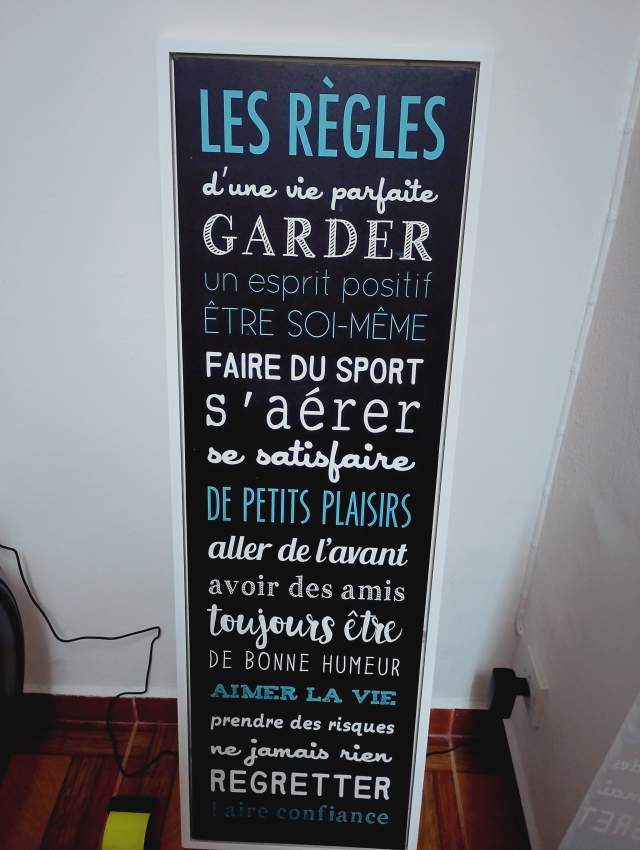 LES RÈGLES
d'une vie parfaite
GARDER
un esprit positif
ÊTRE SOI-MÊME
FAIRE DU SPORT
s'aérer
se satisfaire
DE PETITS PLAISIRS
aller de l'avant
avoir des amis
toujours être
DE BONNE HUMEUR
AIMER LA VIE
prendre des risques
ne jamais rien
REGRETTER
Faire confiance